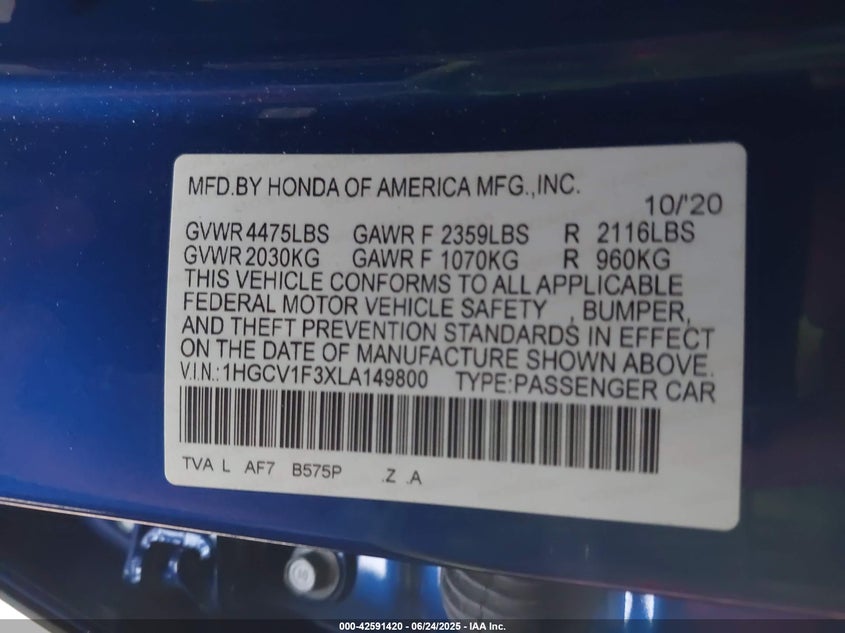 MFD.BY HONDA OF AMERICA MFG.,INC.
10/'20
GVWR 4475LBS GAWR F 2359LBS R 2116LBS
GVWR 2030KG GAWR F 1070KG R 960KG
THIS VEHICLE CONFORMS TO ALL APPLICABLE
FEDERAL MOTOR VEHICLE SAFETY , BUMPER,
AND THEFT PREVENTION STANDARDS IN EFFECT
ON THE DATE OF MANUFACTURE SHOWN ABOVE.
V.I.N.:1HGCV1F3XLA149800 TYPE:PASSENGER CAR
TVA L AF7 B575P .Z .A
000-42591420 - 06/24/2025 - IAA Inc.